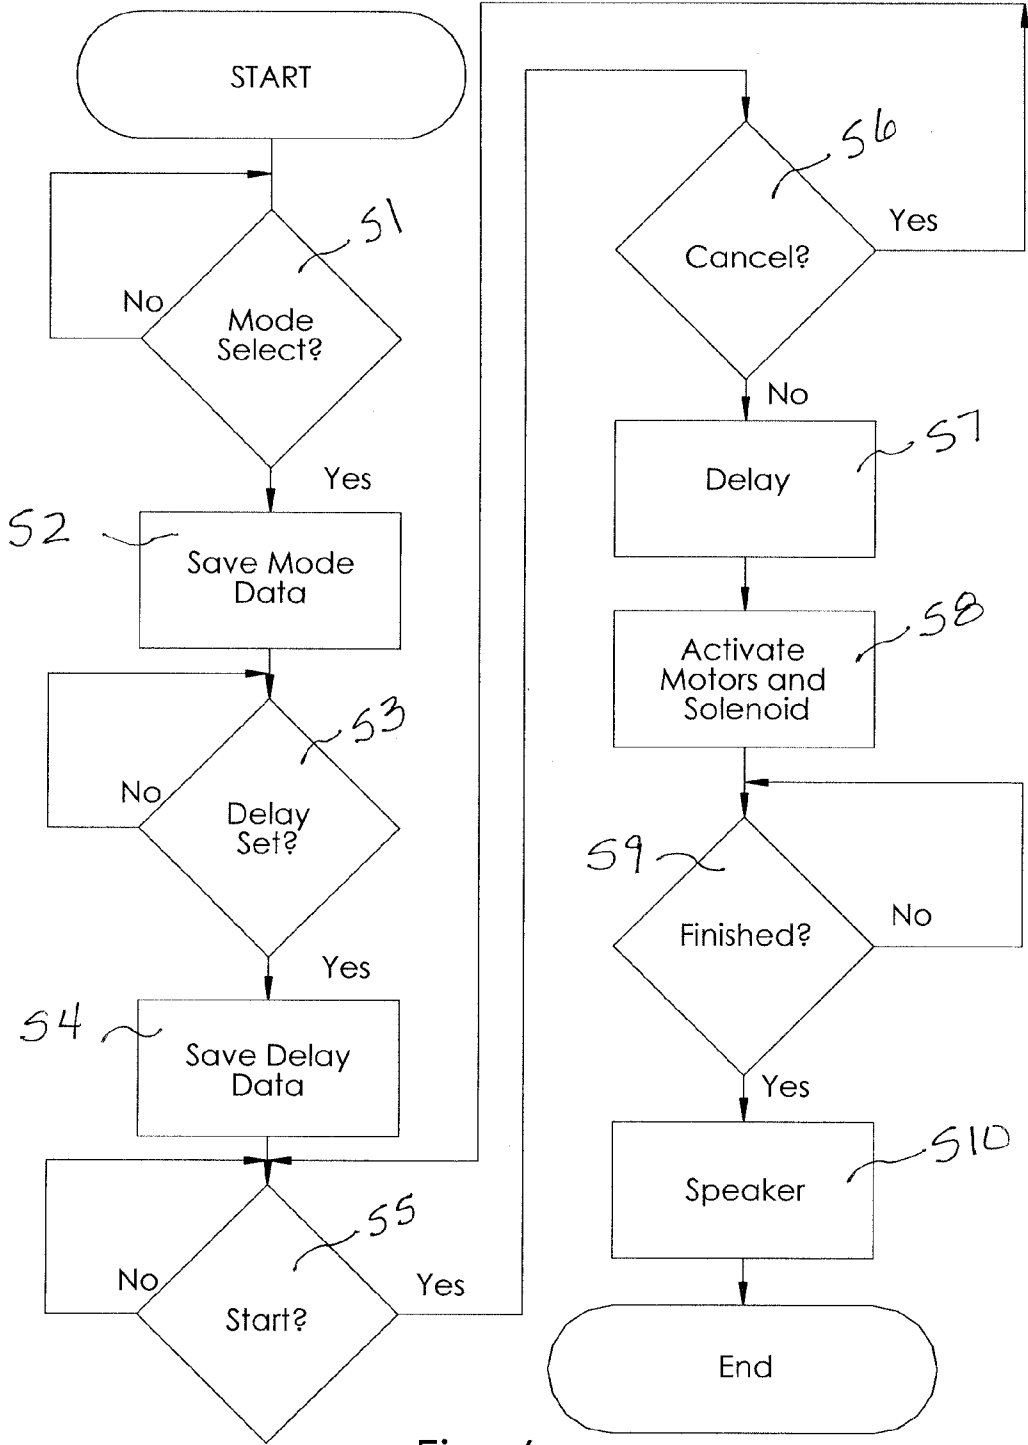 START
S1
No
Mode
Select?
Yes
S2
Save Mode
Data
S3
No
Delay
Set?
Yes
S4
Save Delay
Data
S5
No
Start?
Yes
S6
Cancel?
Yes
No
S7
Delay
S8
Activate
Motors and
Solenoid
S9
Finished?
No
Yes
S10
Speaker
End